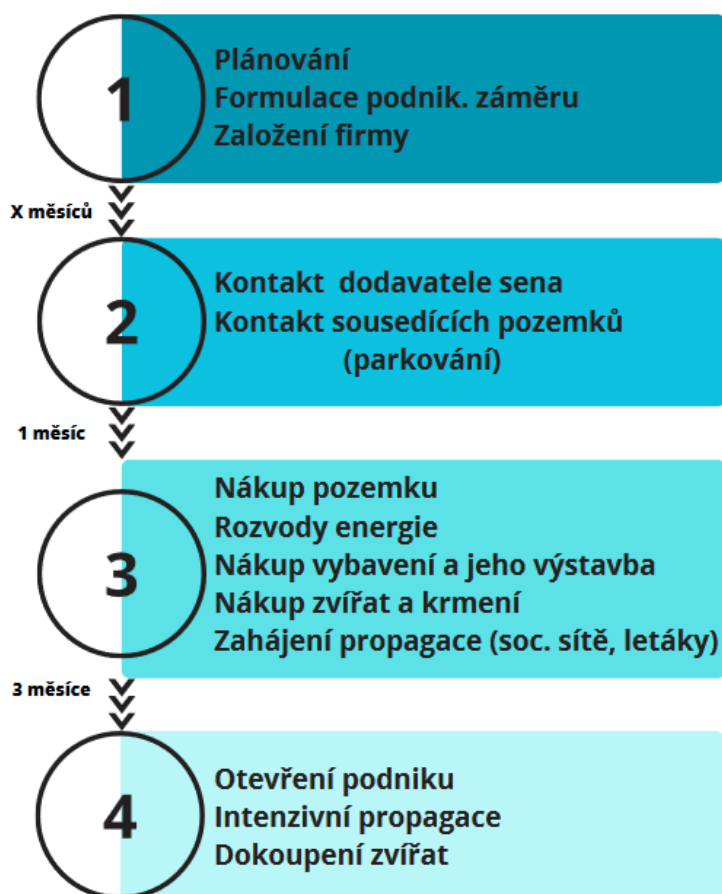 1
Plánování
Formulace podnik. záměru
Založení firmy
X měsíců
2
Kontakt dodavatele sena
Kontakt sousedících pozemků
(parkování)
1 měsíc
3
Nákup pozemku
Rozvody energie
Nákup vybavení a jeho výstavba
Nákup zvířat a krmení
Zahájení propagace (soc. sítě, letáky)
3 měsíce
4
Otevření podniku
Intenzivní propagace
Dokoupení zvířat